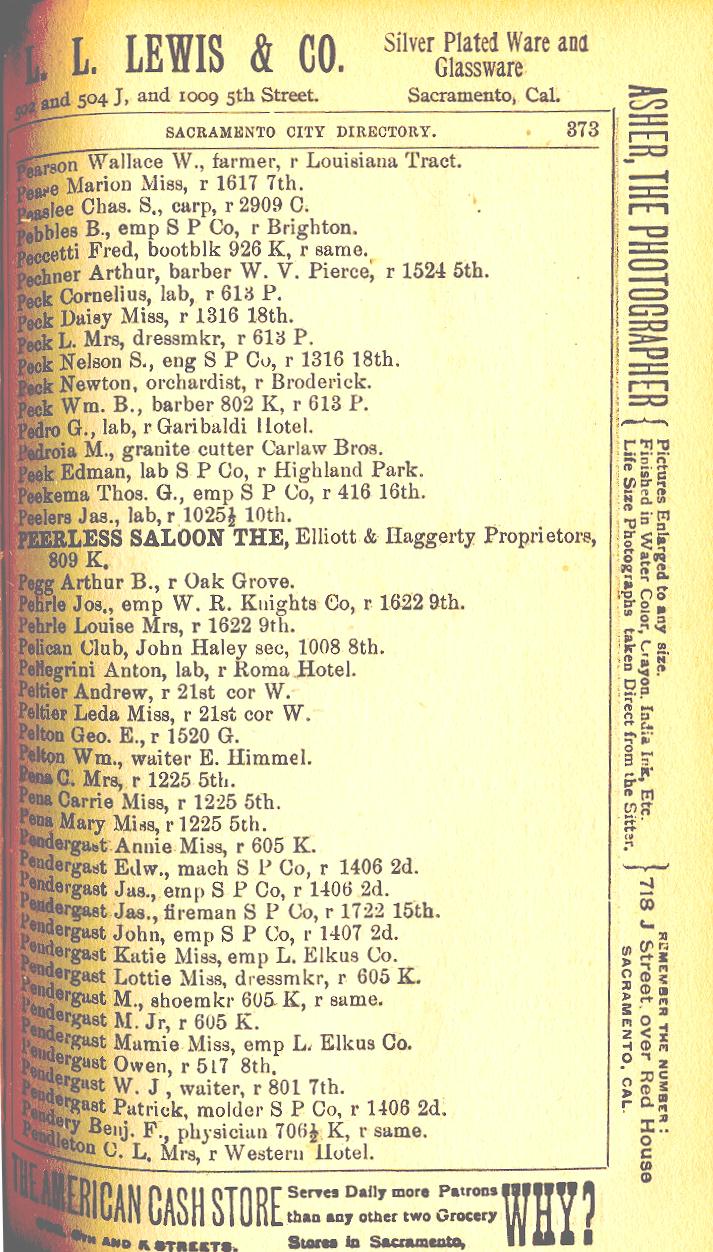 L. L. LEWIS & CO.
Silver Plated Ware and
Glassware
502 and 504 J, and 1009 5th Street.
Sacramento, Cal.
SACRAMENTO CITY DIRECTORY. 373
Pearson Wallace W., farmer, r Louisiana Tract.
Peare Marion Miss, r 1617 7th.
Peaslee Chas. S., carp, r 2909 C.
Pebbles B., emp S P Co, r Brighton.
Peccetti Fred, bootblk 926 K, r same.
Pechner Arthur, barber W. V. Pierce, r 1524 5th.
Peck Cornelius, lab, r 613 P.
Peck Daisy Miss, r 1316 18th.
Peck L. Mrs, dressmkr, r 613 P.
Peck Nelson S., eng S P Co, r 1316 18th.
Peck Newton, orchardist, r Broderick.
Peck Wm. B., barber 802 K, r 613 P.
Pedro G., lab, r Garibaldi Hotel.
Pedroia M., granite cutter Carlaw Bros.
Peek Edman, lab S P Co, r Highland Park.
Peekema Thos. G., emp S P Co, r 416 16th.
Peelers Jas., lab, r 1025½ 10th.
PEERLESS SALOON THE, Elliott & Haggerty Proprietors,
809 K.
Pegg Arthur B., r Oak Grove.
Pehrle Jos., emp W. R. Knights Co, r 1622 9th.
Pehrle Louise Mrs, r 1622 9th.
Pelican Club, John Haley sec, 1008 8th.
Pellegrini Anton, lab, r Roma Hotel.
Peltier Andrew, r 21st cor W.
Peltier Leda Miss, r 21st cor W.
Pelton Geo. E., r 1520 G.
Pelton Wm., waiter E. Himmel.
Pena C. Mrs, r 1225 5th.
Pena Carrie Miss, r 1225 5th.
Pena Mary Miss, r 1225 5th.
Pendergast Annie Miss, r 605 K.
Pendergast Edw., mach S P Co, r 1406 2d.
Pendergast Jas., emp S P Co, r 1406 2d.
Pendergast Jas., fireman S P Co, r 1722 15th.
Pendergast John, emp S P Co, r 1407 2d.
Pendergast Katie Miss, emp L. Elkus Co.
Pendergast Lottie Miss, dressmkr, r 605 K.
Pendergast M., shoemkr 605 K, r same.
Pendergast M. Jr, r 605 K.
Pendergast Mamie Miss, emp L. Elkus Co.
Pendergast Owen, r 517 8th.
Pendergast W. J , waiter, r 801 7th.
Pendergast Patrick, molder S P Co, r 1406 2d.
Pendery Benj. F., physician 706½ K, r same.
Pendleton C. L. Mrs, r Western Hotel.
ASHER, THE PHOTOGRAPHER
Pictures Enlarged to any size.
Finished in Water Color, Crayon. India Ink, Etc.
Life Size Photographs taken Direct from the Sitter.
REMEMBER THE NUMBER:
718 J Street, over Red House
SACRAMENTO, CAL.
THE AMERICAN CASH STORE
AND K STREETS.
Serves Daily more Patrons
than any other two Grocery
Stores in Sacramento,
WHY?